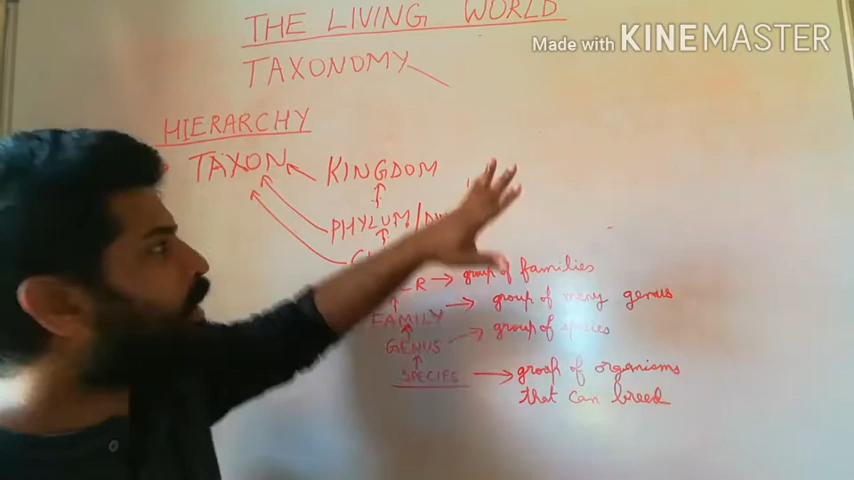 THE LIVING WORLD
Made with KINEMASTER
TAXONOMY
HIERARCHY
TAXON KINGDOM
PHYLUM/
group of families
FAMILY group of many genus
GENUS group of species
SPECIES group of organisms
that can breed